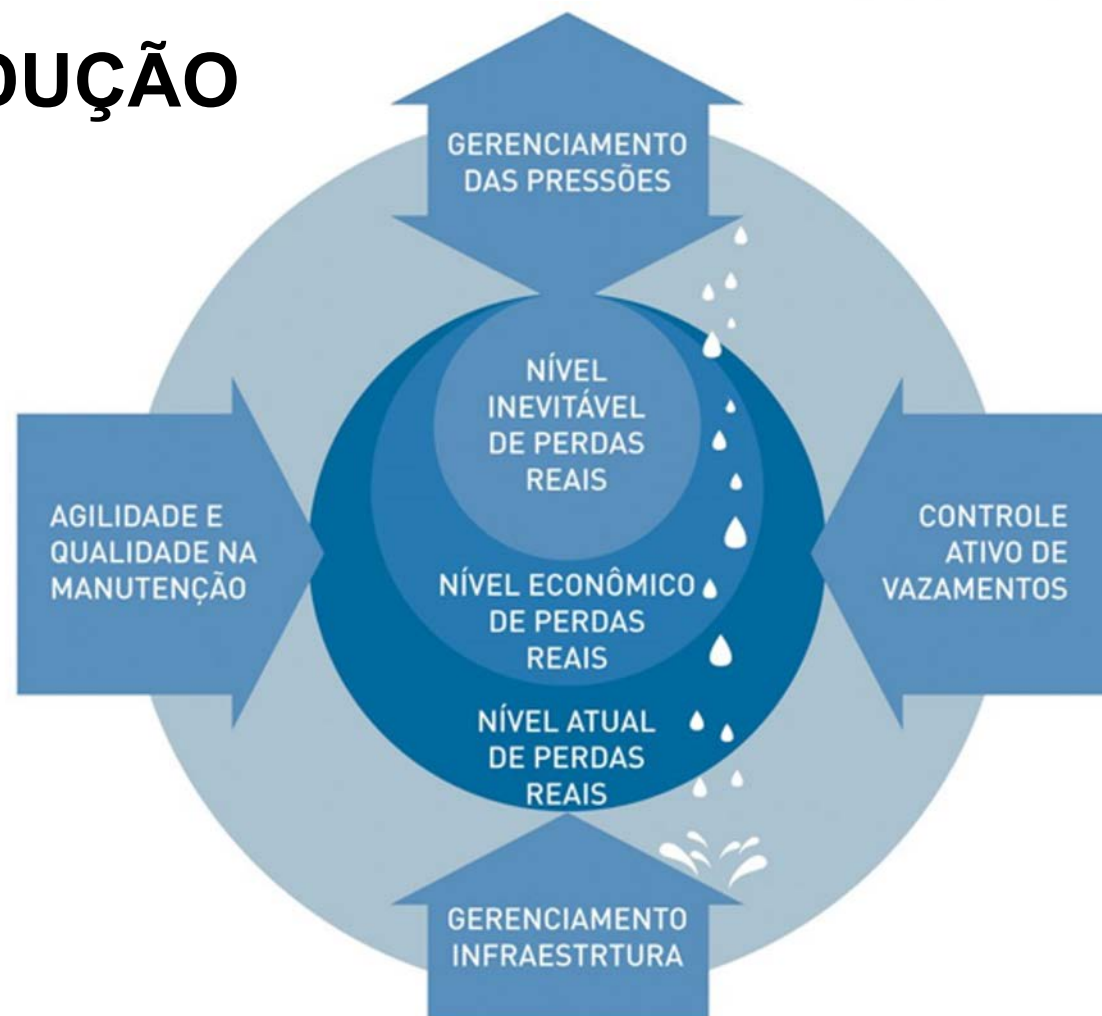 DUÇÃO
GERENCIAMENTO
DAS PRESSÕES
NÍVEL
INEVITÁVEL
DE PERDAS
REAIS
AGILIDADE E
QUALIDADE NA
MANUTENÇÃO
CONTROLE
ATIVO DE
VAZAMENTOS
NÍVEL ECONÔMICO
DE PERDAS
REAIS
NÍVEL ATUAL
DE PERDAS
REAIS
GERENCIAMENTO
INFRAESTRTURA